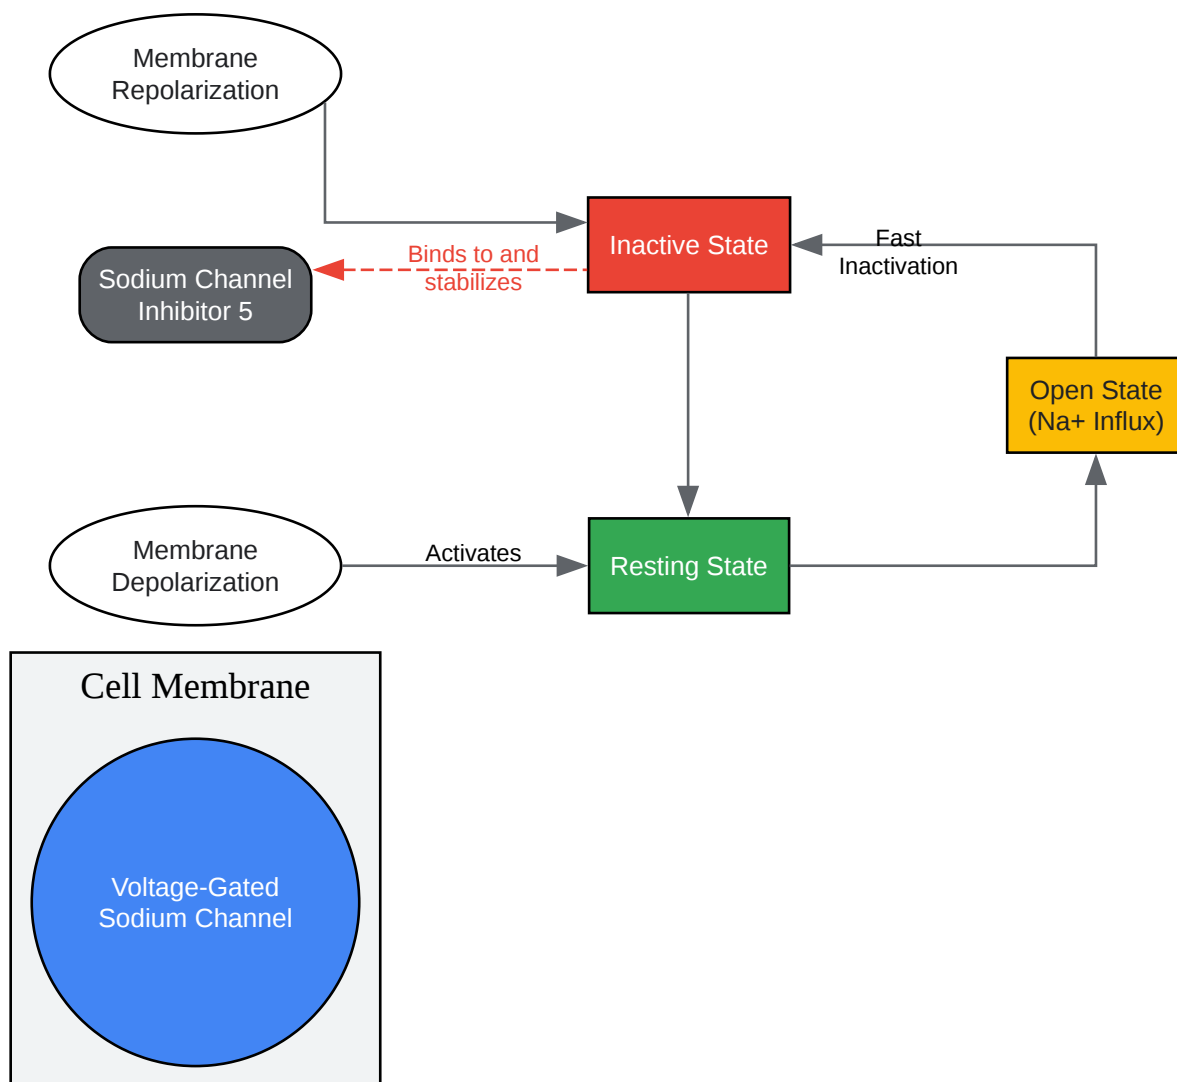 Membrane
Repolarization
Inactive State
Fast
Inactivation
Binds to and
stabilizes
Sodium Channel
Inhibitor 5
Open State
(Na+ Influx)
Membrane
Depolarization
Activates
Resting State
Cell Membrane
Voltage-Gated
Sodium Channel